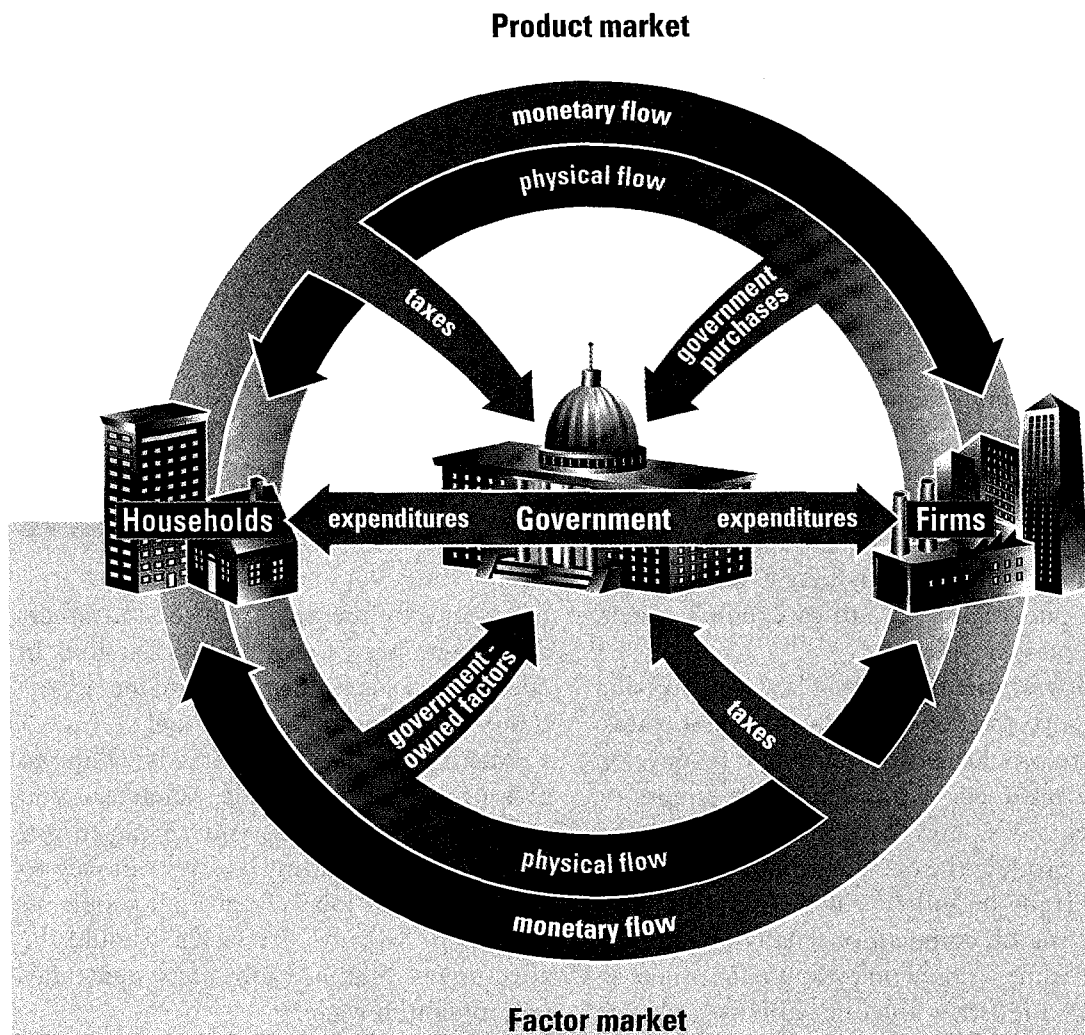 Product market
monetary flow
physical flow
taxes
government
purchases
Households
expenditures
Government
expenditures
Firms
government -
owned factors
taxes
physical flow
monetary flow
Factor market